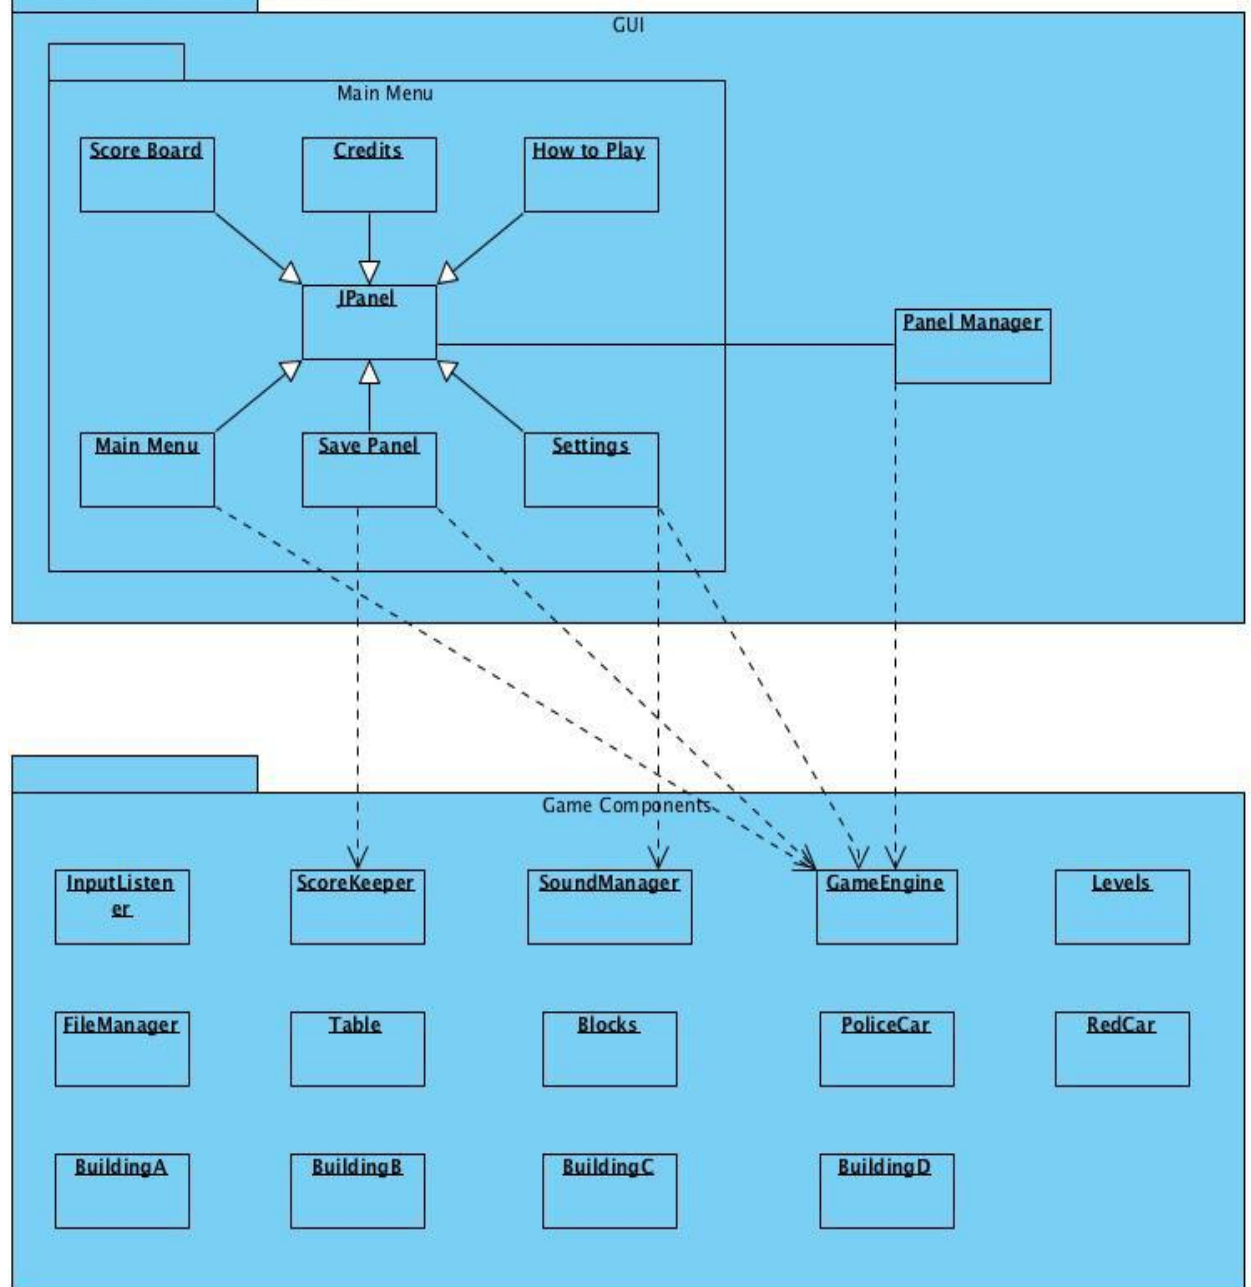 GUI
Main Menu
Score Board
Credits
How to Play
JPanel
Panel Manager
Main Menu
Save Panel
Settings
Game Components
InputListen
er
ScoreKeeper
SoundManager
GameEngine
Levels
FileManager
Table
Blocks
PoliceCar
RedCar
BuildingA
BuildingB
BuildingC
BuildingD